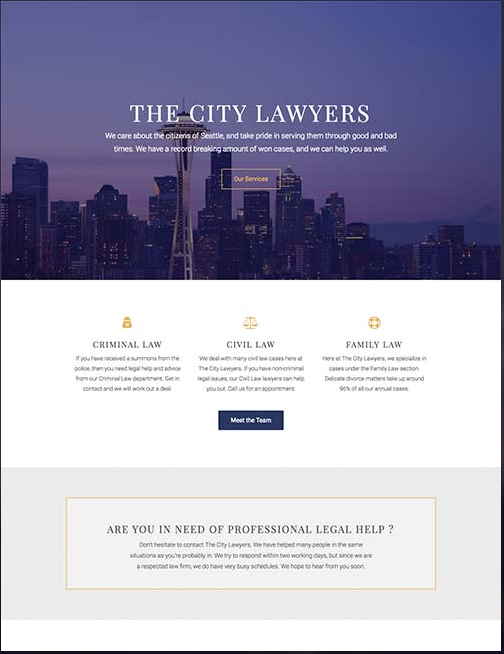 THE CITY LAWYERS
We care about the citizens of Seattle, and take pride in serving them through good and bad
times. We have a record breaking amount of won cases, and we can help you as well.
Our Services
CRIMINAL LAW
If you have received a summons from the
police, then you need legal help and advice
from our Criminal Law department. Get in
contact and we will work out a deal.
CIVIL LAW
We deal with many civil law cases here at
The City Lawyers. If you have non-criminal
legal issues, our Civil Law lawyers can help
you out. Call us for an appointment.
FAMILY LAW
Here at The City Lawyers, we specialize in
cases under the Family Law section.
Delicate divorce matters take up around
96% of all our annual cases.
Meet the Team
ARE YOU IN NEED OF PROFESSIONAL LEGAL HELP ?
Don't hesitate to contact The City Lawyers. We have helped many people in the same
situations as you're probably in. We try to respond within two working days, but since we are
a respected law firm, we do have very busy schedules. We hope to hear from you soon.